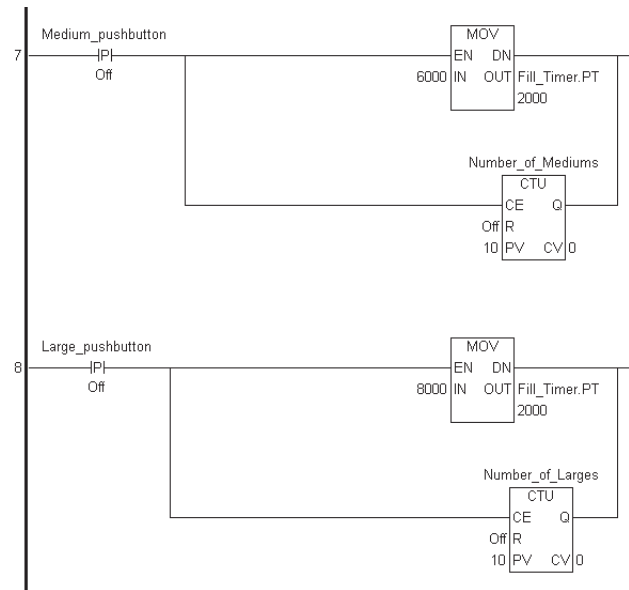 Medium_pushbutton
MOV
7
|P|
EN DN
Off
6000 IN OUT Fill_Timer.PT
2000
Number_of_Mediums
CTU
CE Q
Off R
10 PV CV 0
Large_pushbutton
MOV
8
|P|
EN DN
Off
8000 IN OUT Fill_Timer.PT
2000
Number_of_Larges
CTU
CE Q
Off R
10 PV CV 0